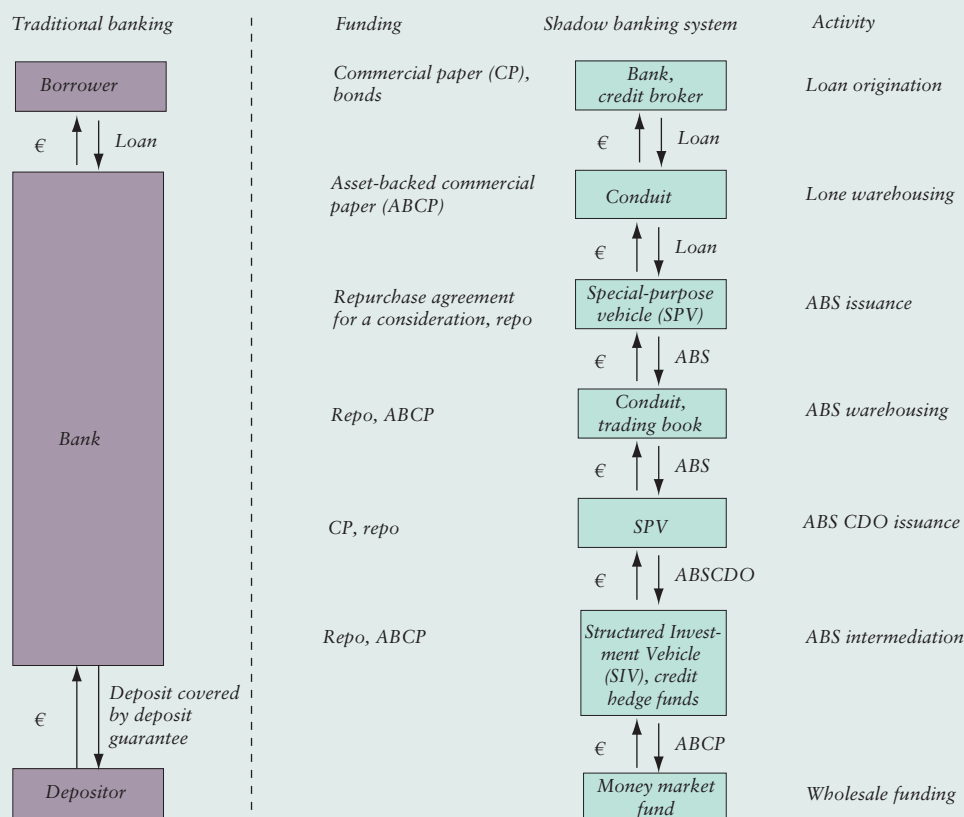 Traditional banking
Funding
Shadow banking system
Activity
Borrower
Commercial paper (CP),
bonds
Bank,
credit broker
Loan origination
€
Loan
€
Loan
Asset-backed commercial
paper (ABCP)
Conduit
Lone warehousing
€
Loan
Repurchase agreement
for a consideration, repo
Special-purpose
vehicle (SPV)
ABS issuance
€
ABS
Bank
Repo, ABCP
Conduit,
trading book
ABS warehousing
€
ABS
CP, repo
SPV
ABS CDO issuance
€
ABSCDO
Repo, ABCP
Structured Invest-
ment Vehicle
(SIV), credit
hedge funds
ABS intermediation
€
Deposit covered
by deposit
guarantee
€
ABCP
Depositor
Money market
fund
Wholesale funding